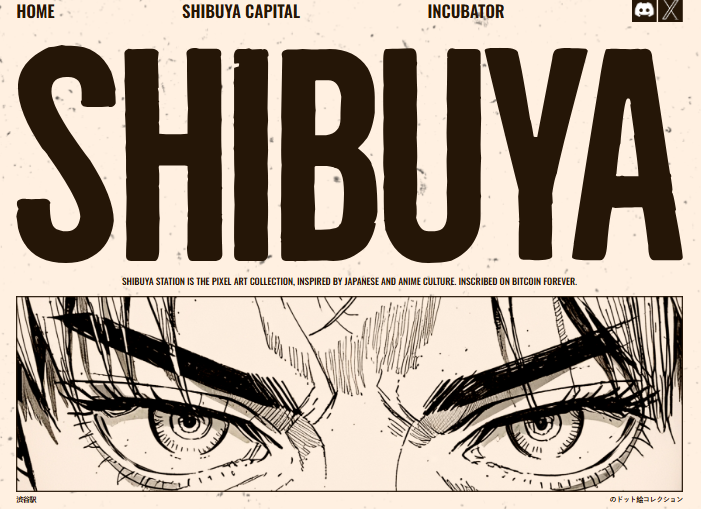 HOME SHIBUYA CAPITAL INCUBATOR
SHIBUYA
SHIBUYA STATION IS THE PIXEL ART COLLECTION, INSPIRED BY JAPANESE AND ANIME CULTURE. INSCRIBED ON BITCOIN FOREVER.
渋谷駅 のドット絵コレクション